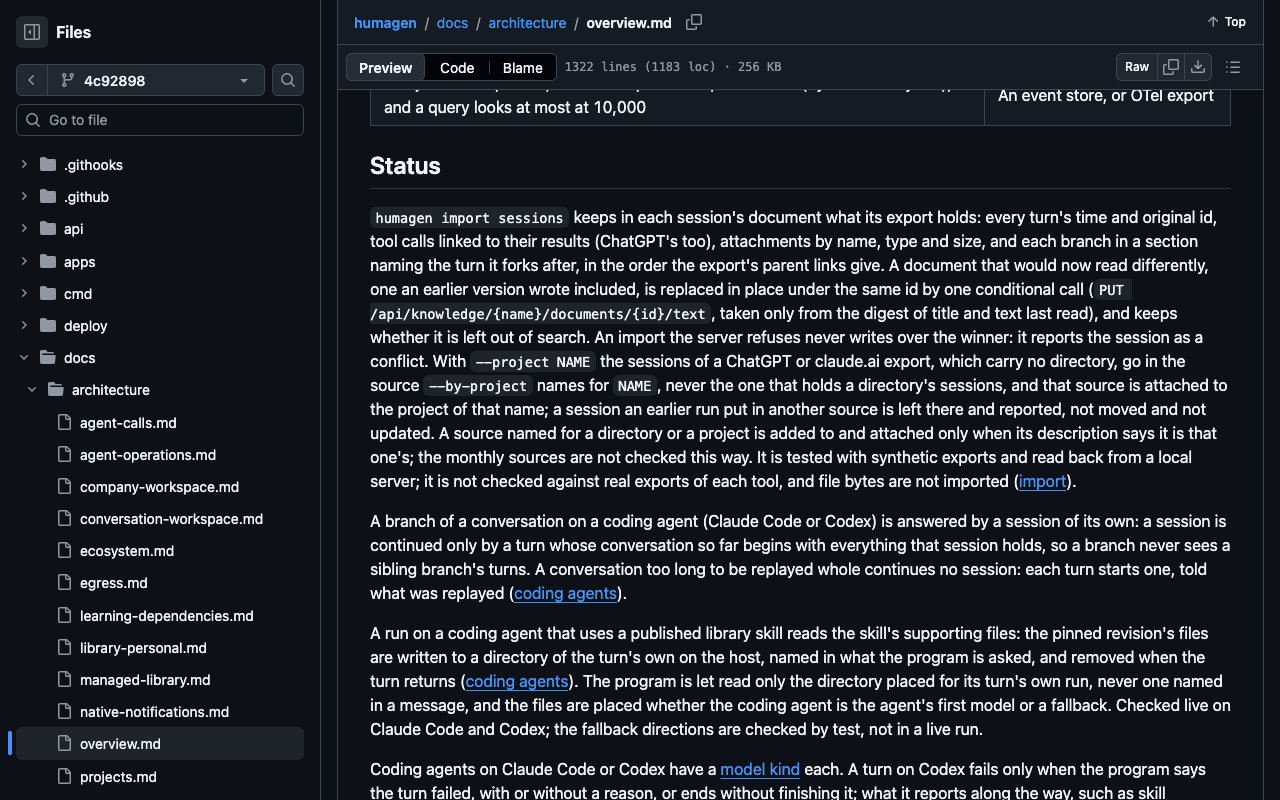 Files
humagen / docs / architecture / overview.md
Top
4c92898
Preview Code Blame 1322 lines (1183 loc) · 256 KB
Raw
Go to file
.githooks
.github
api
apps
cmd
deploy
docs
architecture
agent-calls.md
agent-operations.md
company-workspace.md
conversation-workspace.md
ecosystem.md
egress.md
learning-dependencies.md
library-personal.md
managed-library.md
native-notifications.md
overview.md
projects.md
and a query looks at most at 10,000
An event store, or OTel export
Status
humagen import sessions keeps in each session's document what its export holds: every turn's time and original id,
tool calls linked to their results (ChatGPT's too), attachments by name, type and size, and each branch in a section
naming the turn it forks after, in the order the export's parent links give. A document that would now read differently,
one an earlier version wrote included, is replaced in place under the same id by one conditional call ( PUT
/api/knowledge/{name}/documents/{id}/text , taken only from the digest of title and text last read), and keeps
whether it is left out of search. An import the server refuses never writes over the winner: it reports the session as a
conflict. With --project NAME the sessions of a ChatGPT or claude.ai export, which carry no directory, go in the
source --by-project names for NAME , never the one that holds a directory's sessions, and that source is attached to
the project of that name; a session an earlier run put in another source is left there and reported, not moved and not
updated. A source named for a directory or a project is added to and attached only when its description says it is that
one's; the monthly sources are not checked this way. It is tested with synthetic exports and read back from a local
server; it is not checked against real exports of each tool, and file bytes are not imported (import).
A branch of a conversation on a coding agent (Claude Code or Codex) is answered by a session of its own: a session is
continued only by a turn whose conversation so far begins with everything that session holds, so a branch never sees a
sibling branch's turns. A conversation too long to be replayed whole continues no session: each turn starts one, told
what was replayed (coding agents).
A run on a coding agent that uses a published library skill reads the skill's supporting files: the pinned revision's files
are written to a directory of the turn's own on the host, named in what the program is asked, and removed when the
turn returns (coding agents). The program is let read only the directory placed for its turn's own run, never one named
in a message, and the files are placed whether the coding agent is the agent's first model or a fallback. Checked live on
Claude Code and Codex; the fallback directions are checked by test, not in a live run.
Coding agents on Claude Code or Codex have a model kind each. A turn on Codex fails only when the program says
the turn failed, with or without a reason, or ends without finishing it; what it reports along the way, such as skill